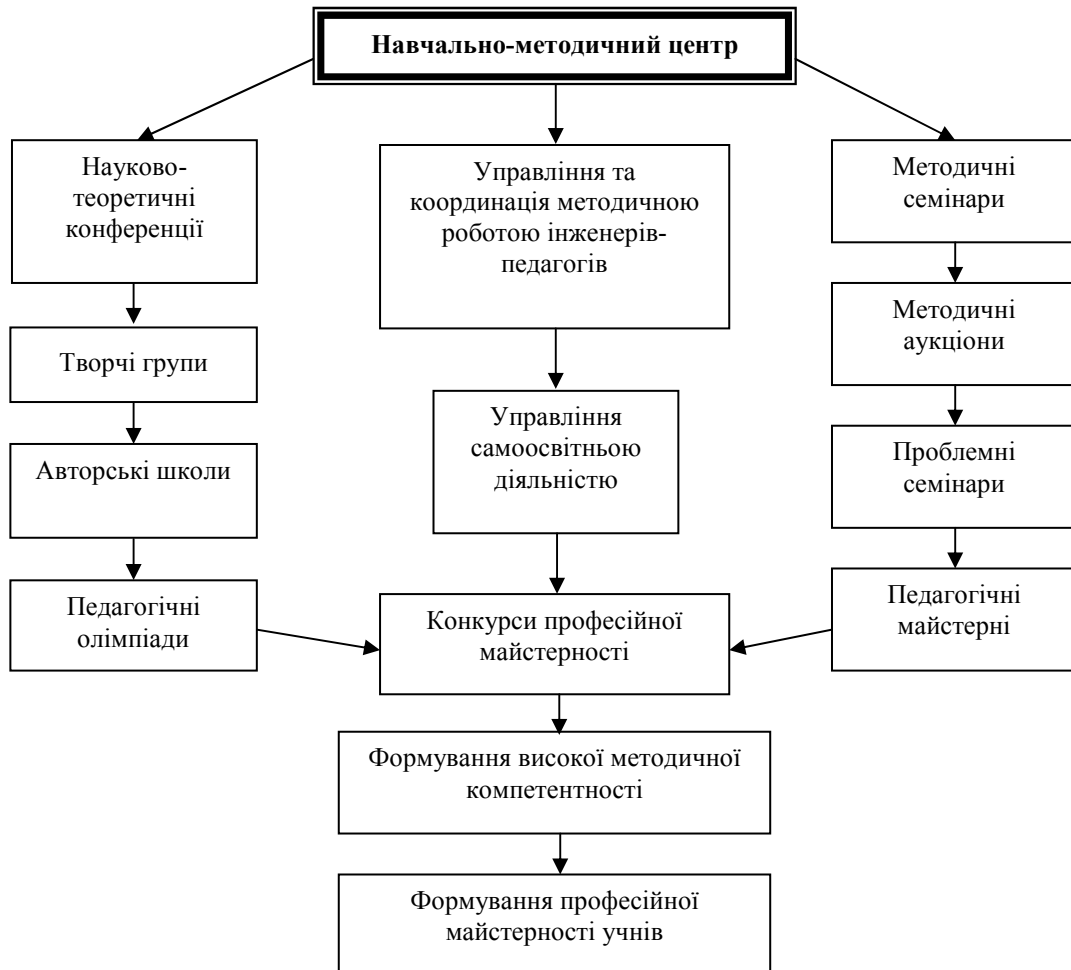 Навчально-методичний центр
Науково-
теоретичні
конференції
Управління та
координація методичною
роботою інженерів-
педагогів
Методичні
семінари
Творчі групи
Методичні
аукціони
Авторські школи
Управління
самоосвітньою
діяльністю
Проблемні
семінари
Педагогічні
олімпіади
Конкурси професійної
майстерності
Педагогічні
майстерні
Формування високої методичної
компетентності
Формування професійної
майстерності учнів